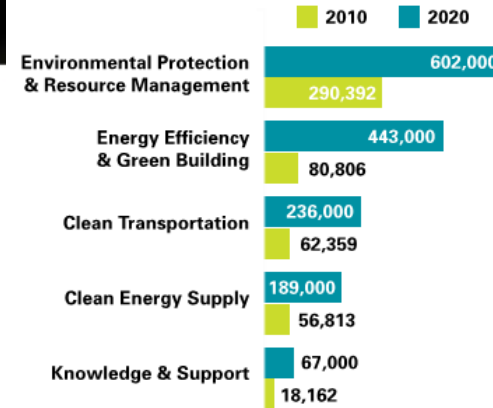 2010 2020
Environmental Protection 602,000
& Resource Management 290,392
Energy Efficiency 443,000
& Green Building 80,806
236,000
Clean Transportation
62,359
189,000
Clean Energy Supply
56,813
67,000
Knowledge & Support
18,162